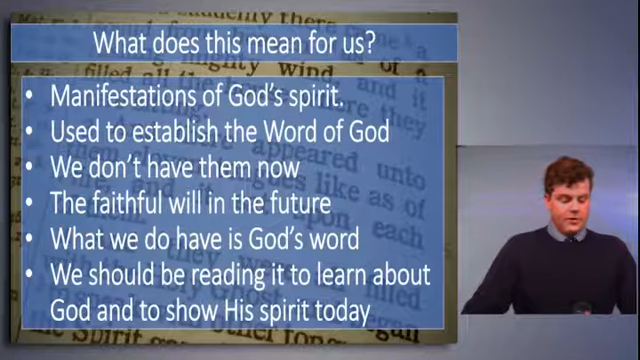 What does this mean for us?
• Manifestations of God's spirit.
• Used to establish the Word of God
• We don't have them now
• The faithful will in the future
• What we do have is God's word
• We should be reading it to learn about
God and to show His spirit today